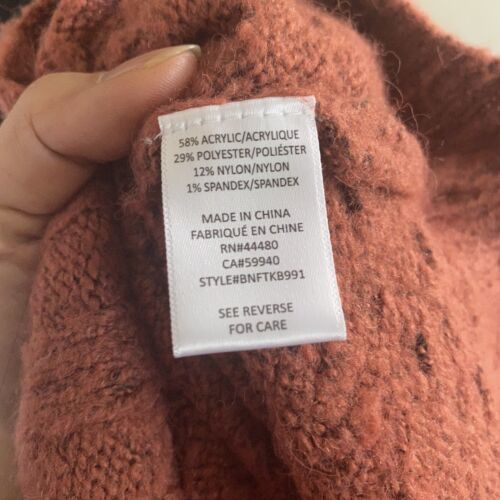 58% ACRYLIC/ACRYLIQUE
29% POLYESTER/POLIÉSTER
12% NYLON/NYLON
1% SPANDEX/SPANDEX
MADE IN CHINA
FABRIQUÉ EN CHINE
RN#44480
CA#59940
STYLE#BNFTKB991
SEE REVERSE
FOR CARE